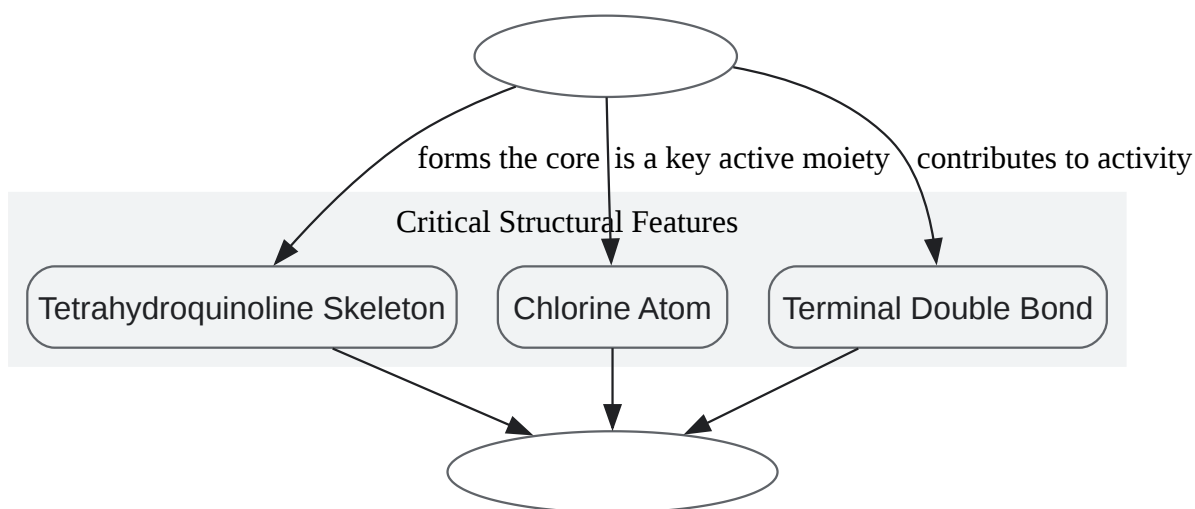 forms the core
is a key active moiety
contributes to activity
Critical Structural Features
Tetrahydroquinoline Skeleton
Chlorine Atom
Terminal Double Bond